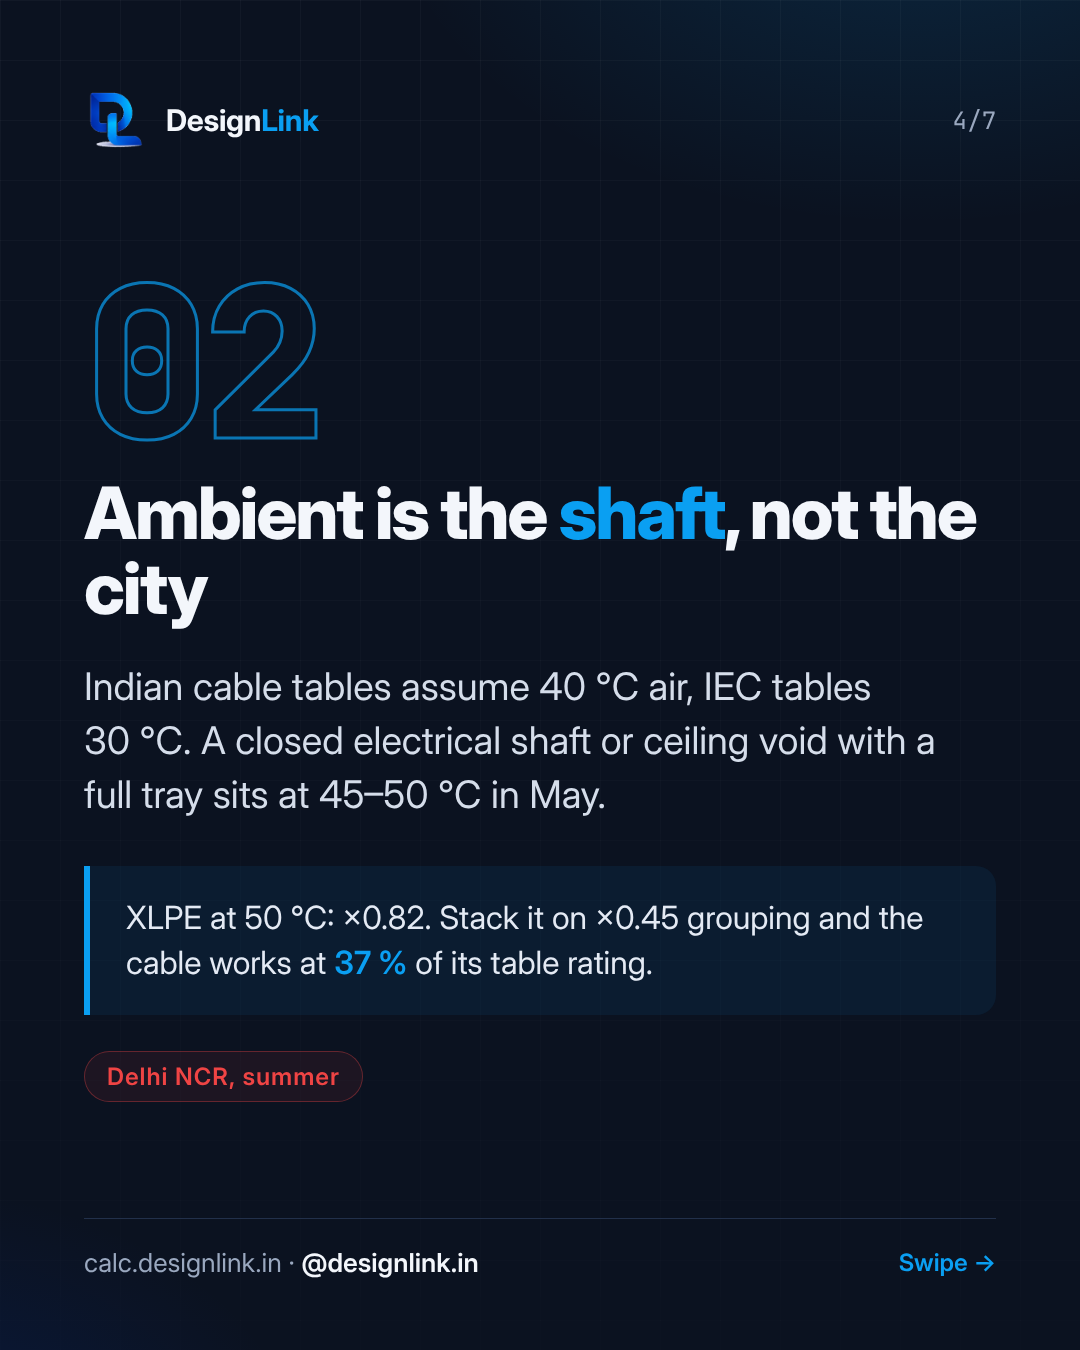 DesignLink
4/7
02
Ambient is the shaft, not the
city
Indian cable tables assume 40 °C air, IEC tables
30 °C. A closed electrical shaft or ceiling void with a
full tray sits at 45–50 °C in May.
XLPE at 50 °C: ×0.82. Stack it on ×0.45 grouping and the
cable works at 37 % of its table rating.
Delhi NCR, summer
calc.designlink.in · @designlink.in
Swipe →